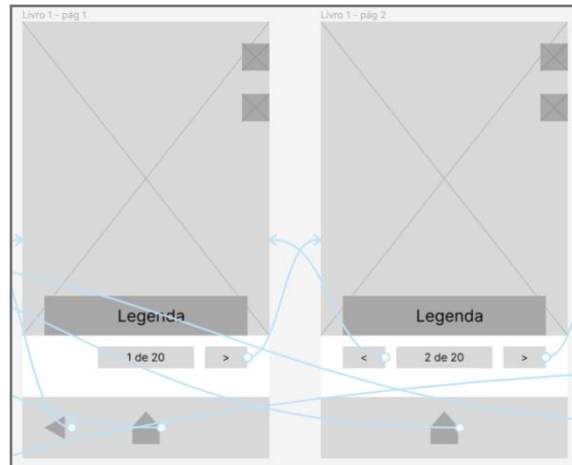 Livro 1 - pág 1
Legenda
1 de 20
>
Livro 1 - pág 2
Legenda
<
2 de 20
>